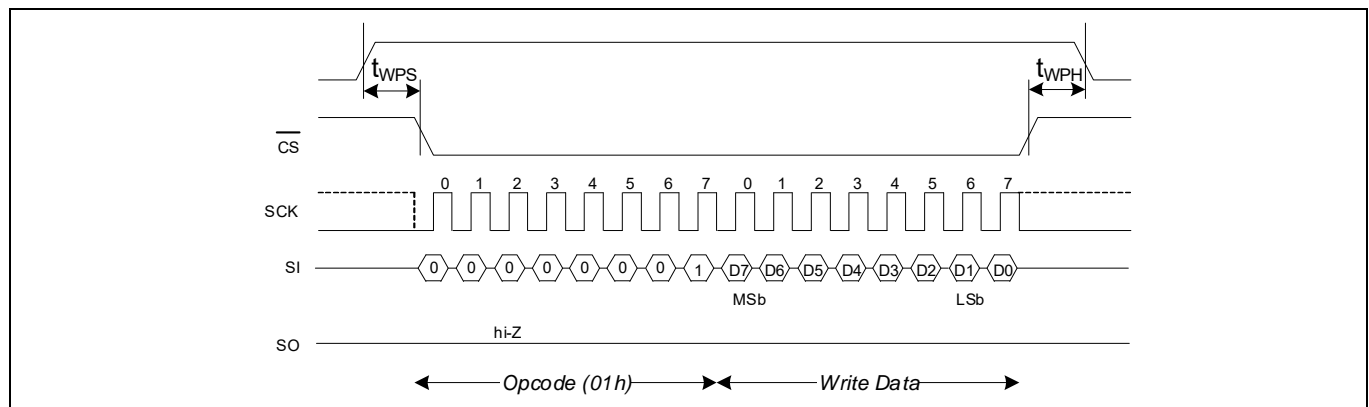 tWPS
tWPH
CS
0 1 2 3 4 5 6 7 0 1 2 3 4 5 6 7
SCK
SI 0 0 0 0 0 0 0 1 D7 D6 D5 D4 D3 D2 D1 D0
MSb LSb
hi-Z
SO
Opcode (01h) Write Data